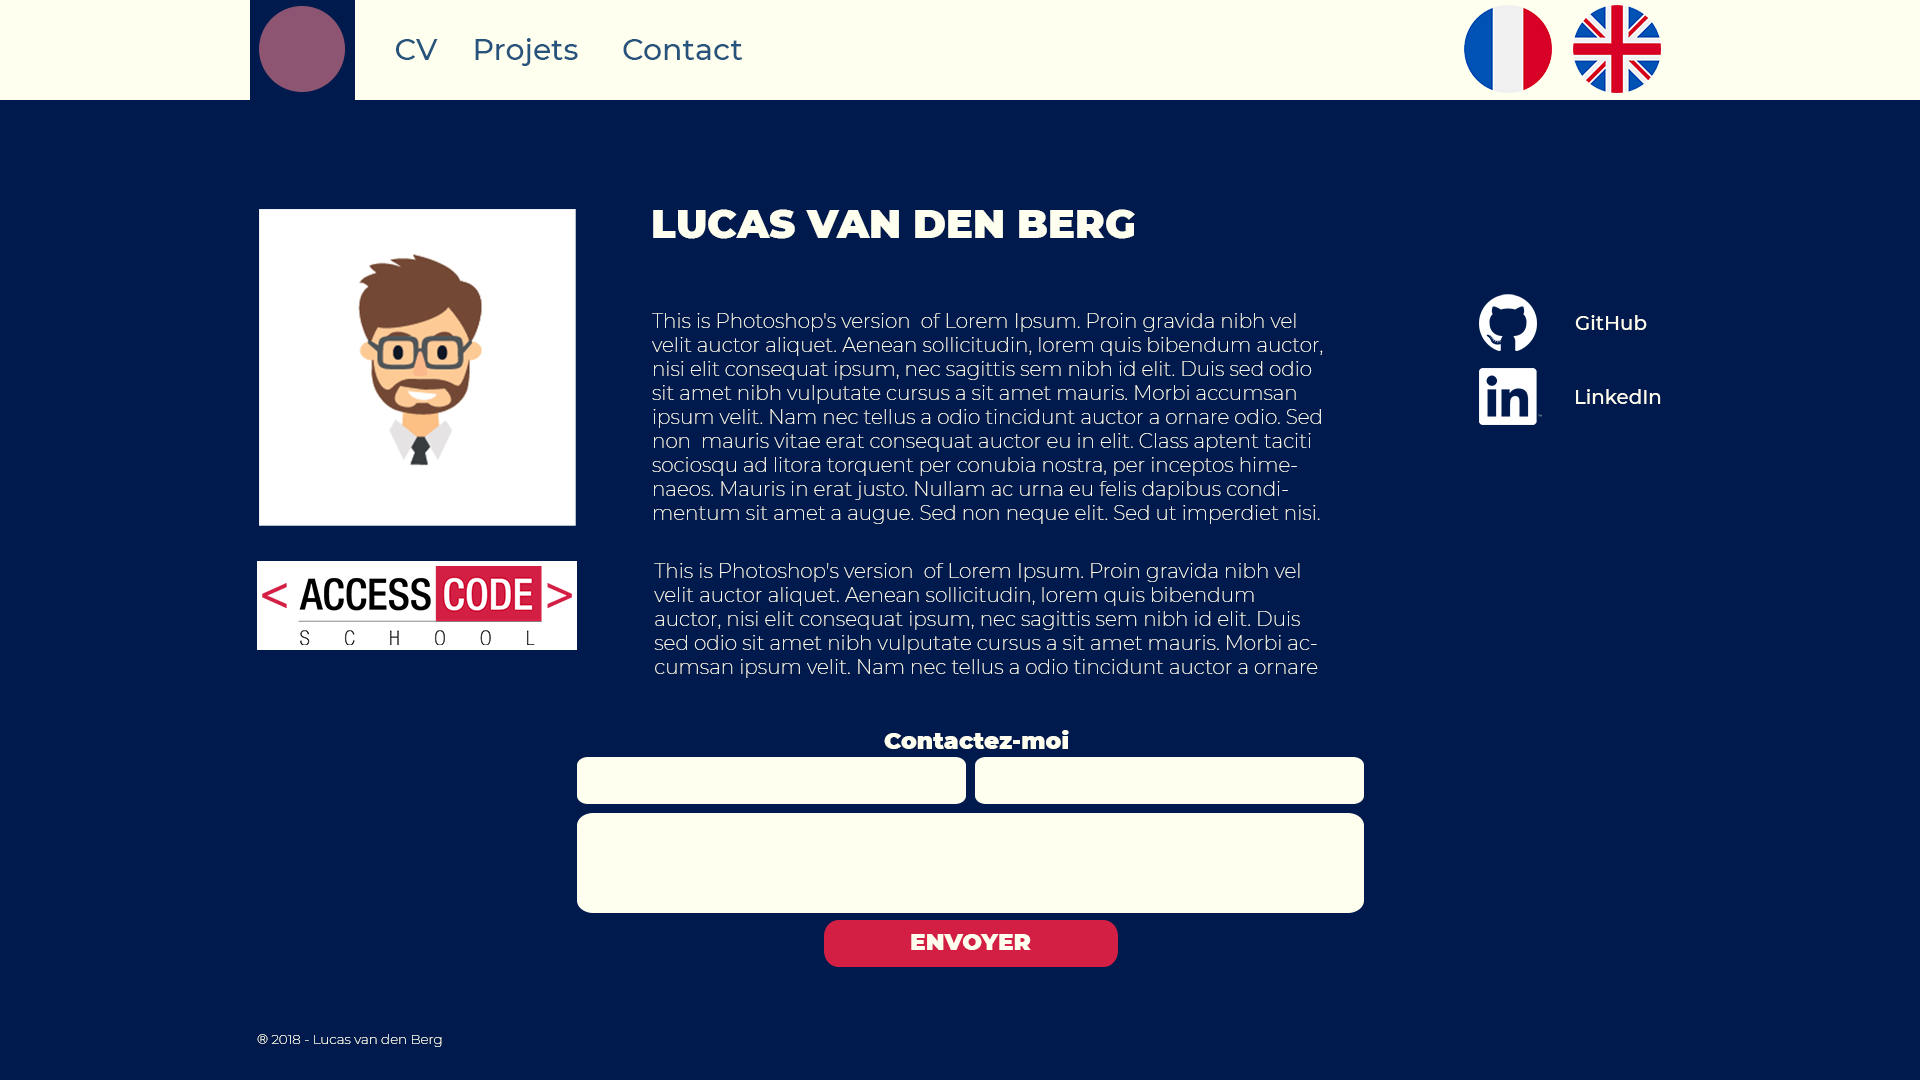 CV Projets Contact
LUCAS VAN DEN BERG
This is Photoshop's version  of Lorem Ipsum. Proin gravida nibh vel
velit auctor aliquet. Aenean sollicitudin, lorem quis bibendum auctor,
nisi elit consequat ipsum, nec sagittis sem nibh id elit. Duis sed odio
sit amet nibh vulputate cursus a sit amet mauris. Morbi accumsan
ipsum velit. Nam nec tellus a odio tincidunt auctor a ornare odio. Sed
non  mauris vitae erat consequat auctor eu in elit. Class aptent taciti
sociosqu ad litora torquent per conubia nostra, per inceptos hime-
naeos. Mauris in erat justo. Nullam ac urna eu felis dapibus condi-
mentum sit amet a augue. Sed non neque elit. Sed ut imperdiet nisi.
GitHub
in LinkedIn
< ACCESS CODE >
SCHOOL
This is Photoshop's version  of Lorem Ipsum. Proin gravida nibh vel
velit auctor aliquet. Aenean sollicitudin, lorem quis bibendum
auctor, nisi elit consequat ipsum, nec sagittis sem nibh id elit. Duis
sed odio sit amet nibh vulputate cursus a sit amet mauris. Morbi ac-
cumsan ipsum velit. Nam nec tellus a odio tincidunt auctor a ornare
Contactez-moi
ENVOYER
® 2018 - Lucas van den Berg